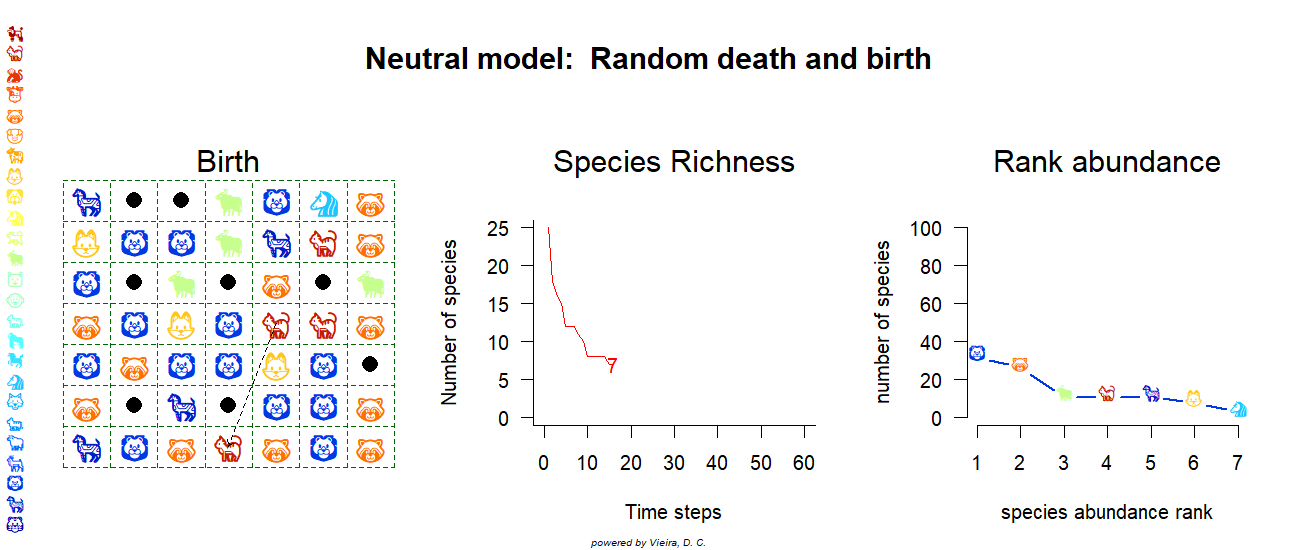 Neutral model:  Random death and birth
Birth
Species Richness
Number of species
25
20
15
10
5
0
7
0 10 20 30 40 50 60
Time steps
Rank abundance
number of species
100
80
60
40
20
0
1 2 3 4 5 6 7
species abundance rank
powered by Vieira, D. C.